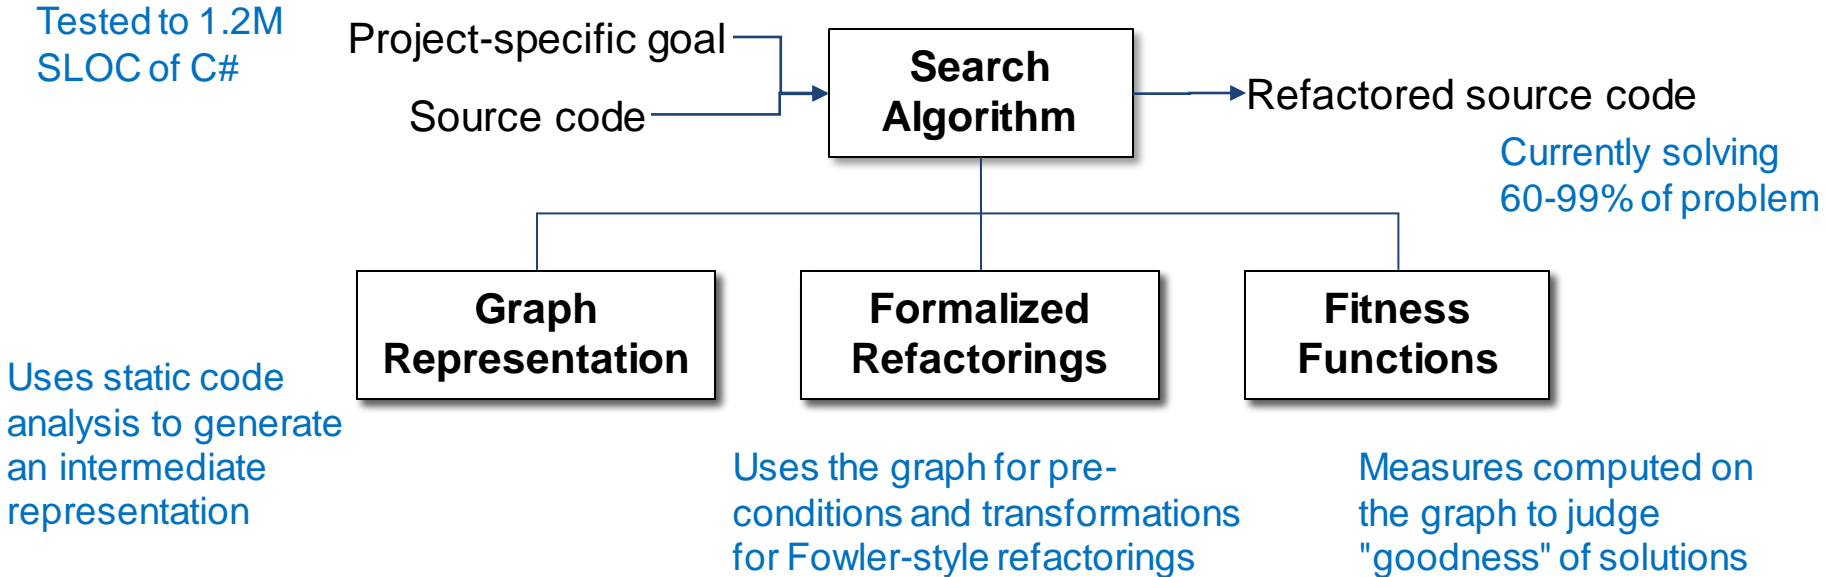 Tested to 1.2M
SLOC of C#
Project-specific goal
Source code
Search
Algorithm
Refactored source code
Currently solving
60-99% of problem
Graph
Representation
Formalized
Refactorings
Fitness
Functions
Uses static code
analysis to generate
an intermediate
representation
Uses the graph for pre-
conditions and transformations
for Fowler-style refactorings
Measures computed on
the graph to judge
"goodness" of solutions